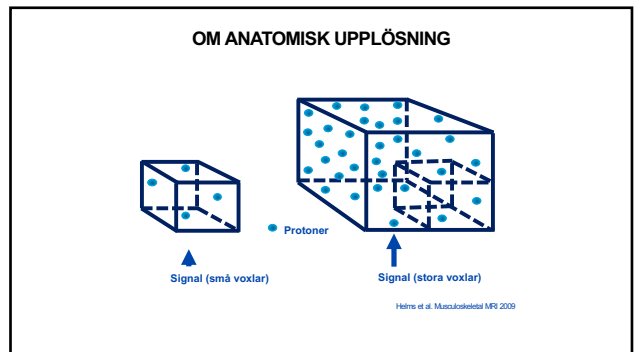 OM ANATOMISK UPPLÖSNING
Protoner
Signal (små voxlar)
Signal (stora voxlar)
Helms et al. Musculoskeletal MRI 2009